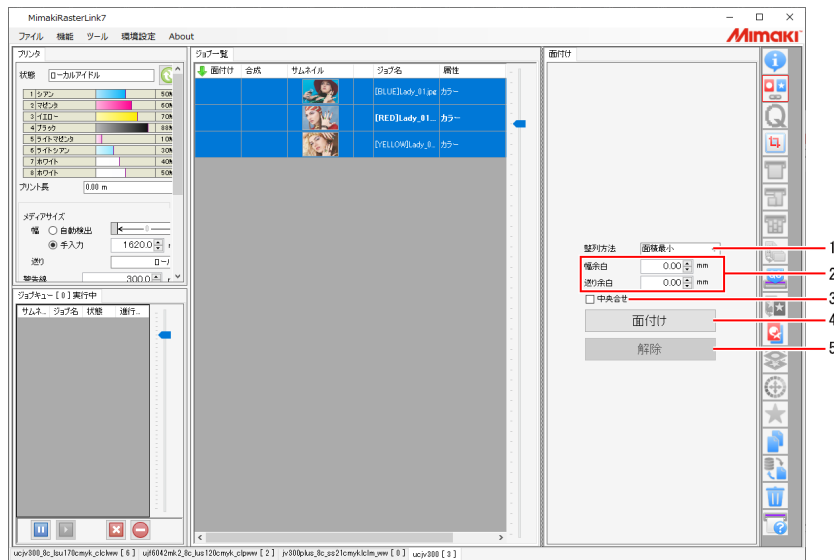 MimakiRasterLink7
ファイル 機能 ツール 環境設定 About
Mimaki
プリンタ
状態 ローカルアイドル
1 シアン 50%
2 マゼンタ 60%
3 イエロー 70%
4 ブラック 88%
5 ライトマゼンタ 10%
6 ライトシアン 30%
7 ホワイト 40%
8 ホワイト 50%
プリント長 0.00 m
メディアサイズ
幅 自動検出 0
手入力 1620.0
送り ロー
警告線 300.0
ジョブキュー [ 0 ] 実行中
サムネ... ジョブ名 状態 進行...
ジョブ一覧
面付け 合成 サムネイル ジョブ名 属性
[BLUE]Lady_01.jpg カラー
[RED]Lady_01... カラー
[YELLOW]Lady_0... カラー
面付け
整列方法 面積最小 1
幅余白 0.00 mm 2
送り余白 0.00 mm
中央合せ 3
面付け 4
解除 5
ucjv300_8c_lsu170cmyk_clclww [ 6 ] ujf6042mk2_8c_lus120cmyk_clpww [ 2 ] jv300plus_8c_ss21cmyklclm_ww [ 0 ] ucjv300 [ 3 ]